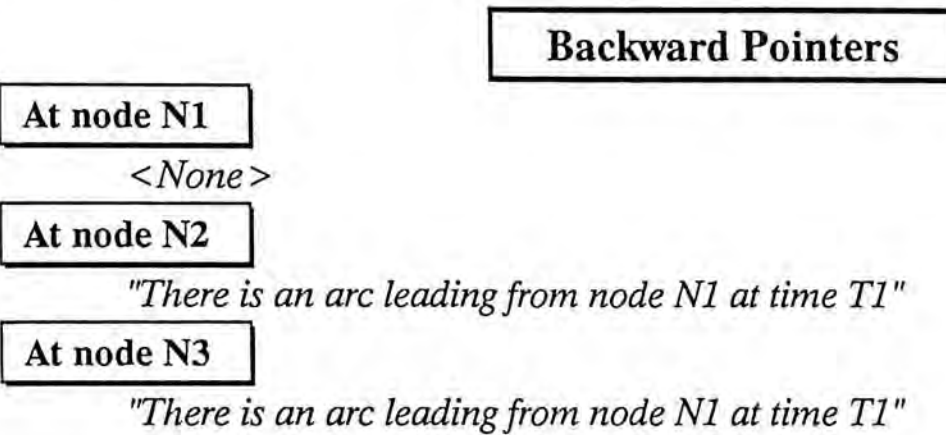 Backward Pointers
At node N1
<None>
At node N2
"There is an arc leading from node N1 at time T1"
At node N3
"There is an arc leading from node N1 at time T1"